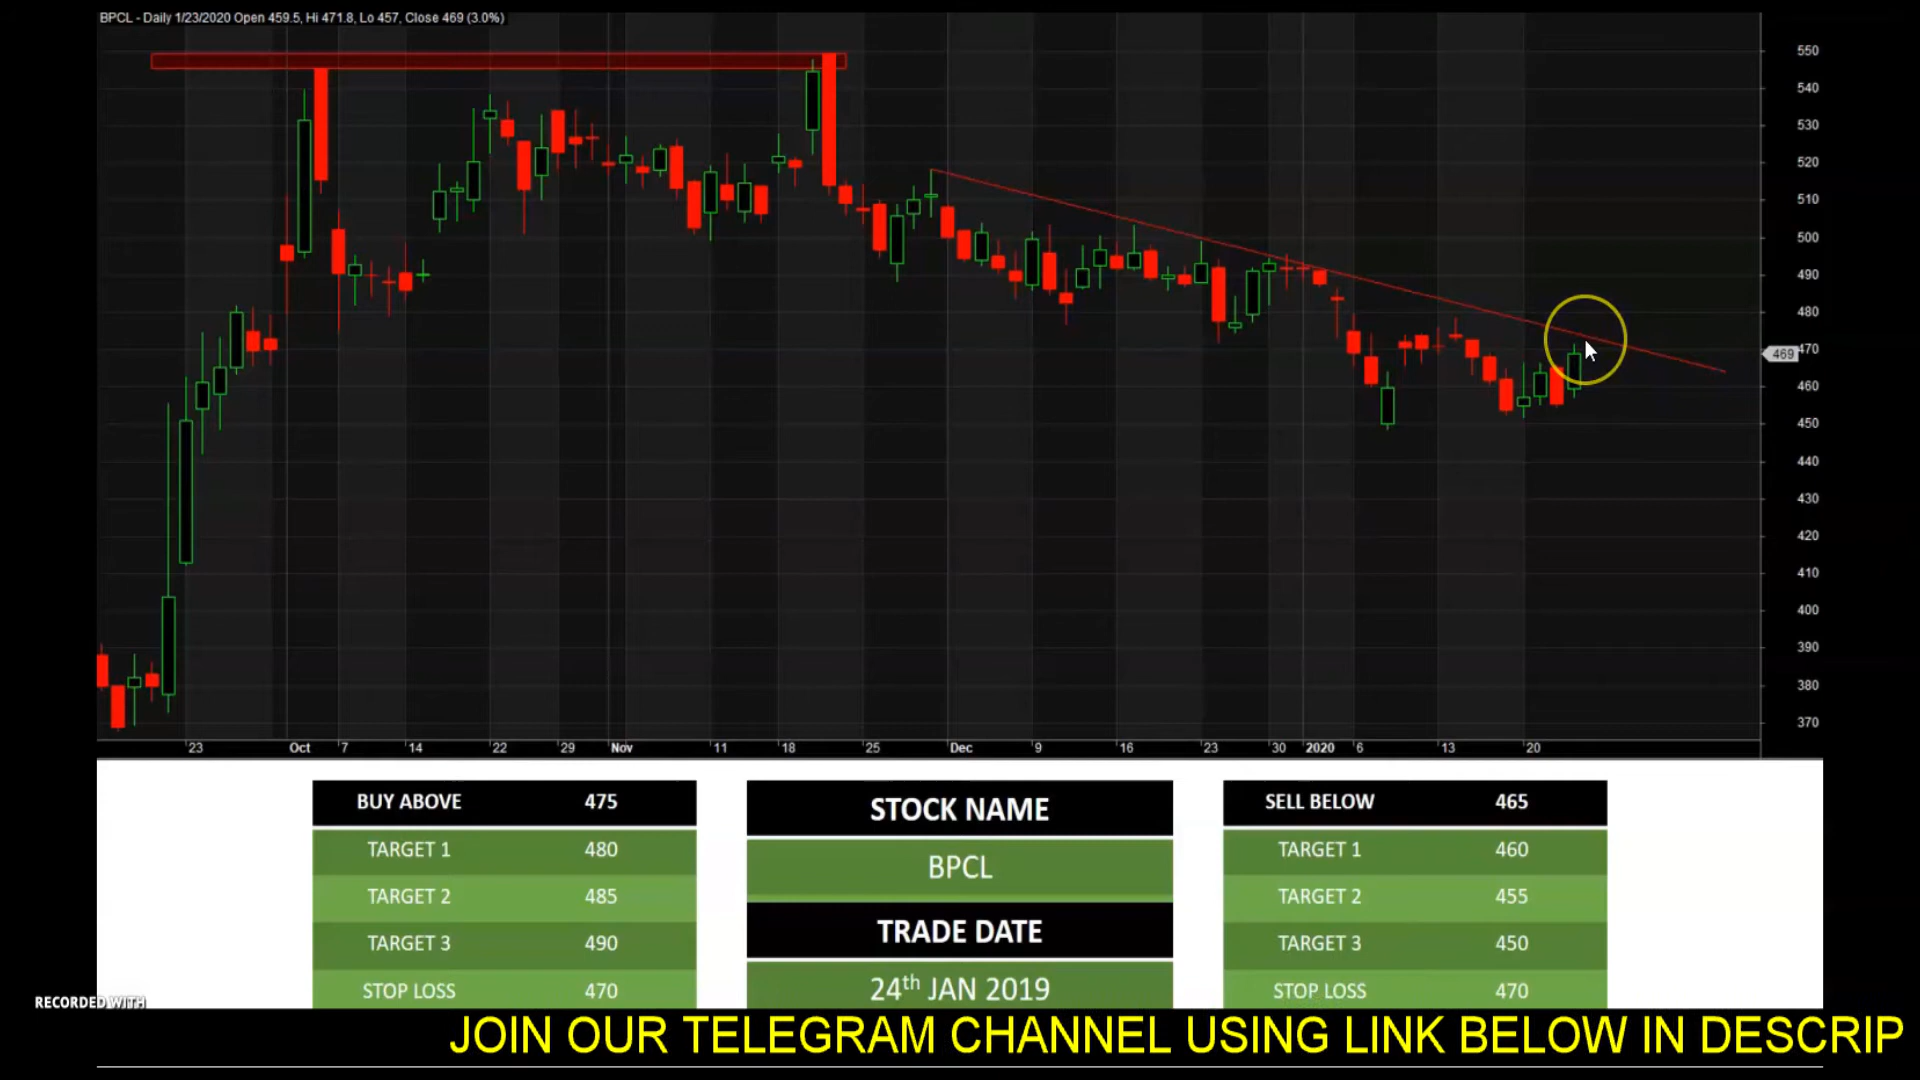 BPCL - Daily 1/23/2020 Open 459.5, Hi 471.8, Lo 457, Close 469 (3.0%)
550
540
530
520
510
500
490
480
470
469
460
450
440
430
420
410
400
390
380
370
23 Oct 7 14 22 29 Nov 11 18 25 Dec 9 16 23 30 2020 6 13 20
BUY ABOVE 475
TARGET 1 480
TARGET 2 485
TARGET 3 490
STOP LOSS 470
STOCK NAME
BPCL
TRADE DATE
24th JAN 2019
SELL BELOW 465
TARGET 1 460
TARGET 2 455
TARGET 3 450
STOP LOSS 470
RECORDED WITH
JOIN OUR TELEGRAM CHANNEL USING LINK BELOW IN DESCRIP